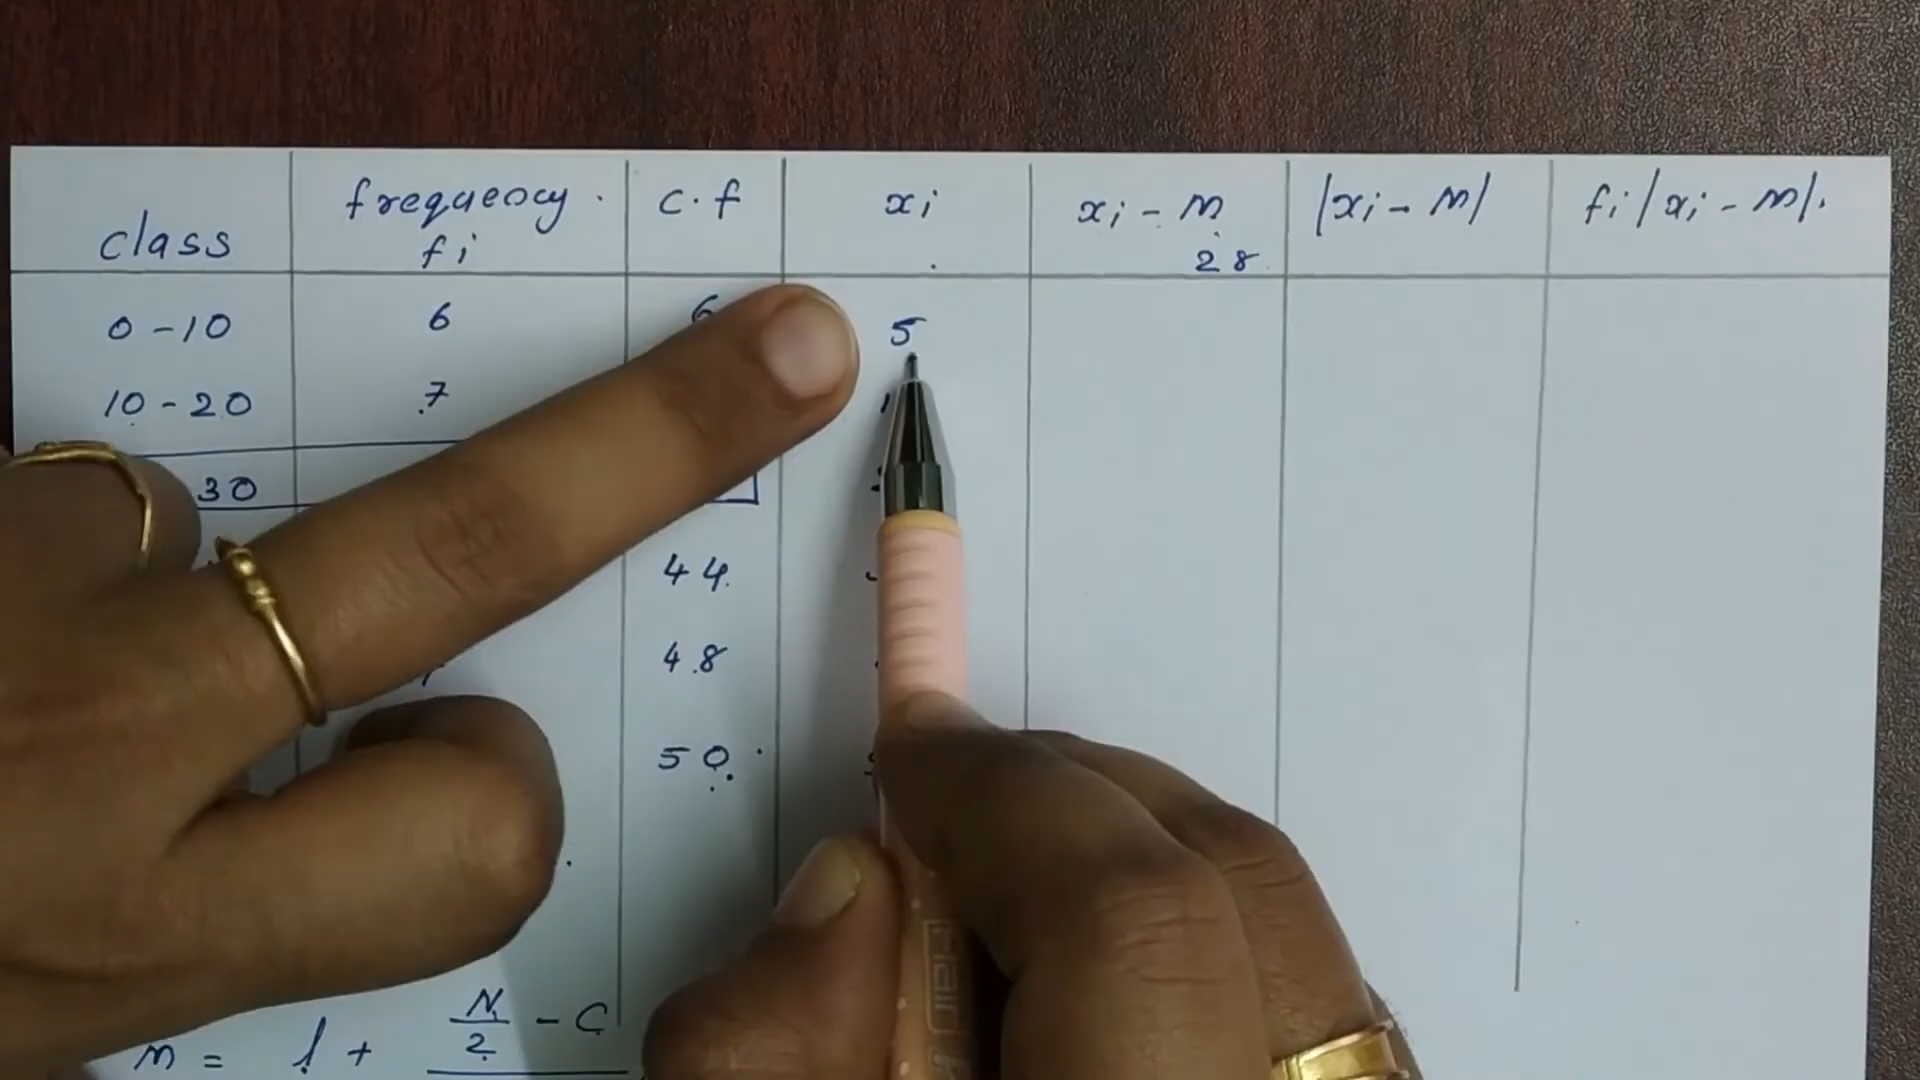 class frequency fi c.f xi xi - M |xi - M| fi |xi - M|.
28
0-10 6 6 5
10-20 7
30
44
48
50
M = l + N/2 - C